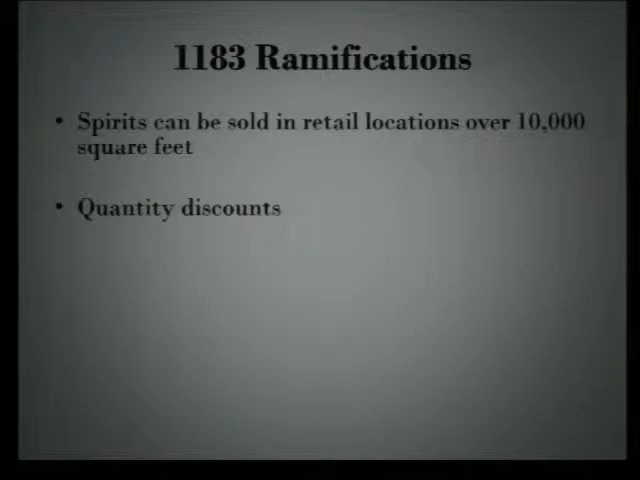 1183 Ramifications
• Spirits can be sold in retail locations over 10,000
square feet
• Quantity discounts